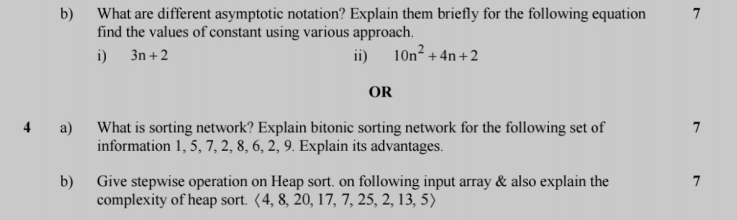 b) What are different asymptotic notation? Explain them briefly for the following equation 7
find the values of constant using various approach.
i) 3n + 2 ii) 10n² + 4n + 2
OR
4 a) What is sorting network? Explain bitonic sorting network for the following set of 7
information 1, 5, 7, 2, 8, 6, 2, 9. Explain its advantages.
b) Give stepwise operation on Heap sort. on following input array & also explain the 7
complexity of heap sort. ⟨4, 8, 20, 17, 7, 25, 2, 13, 5⟩